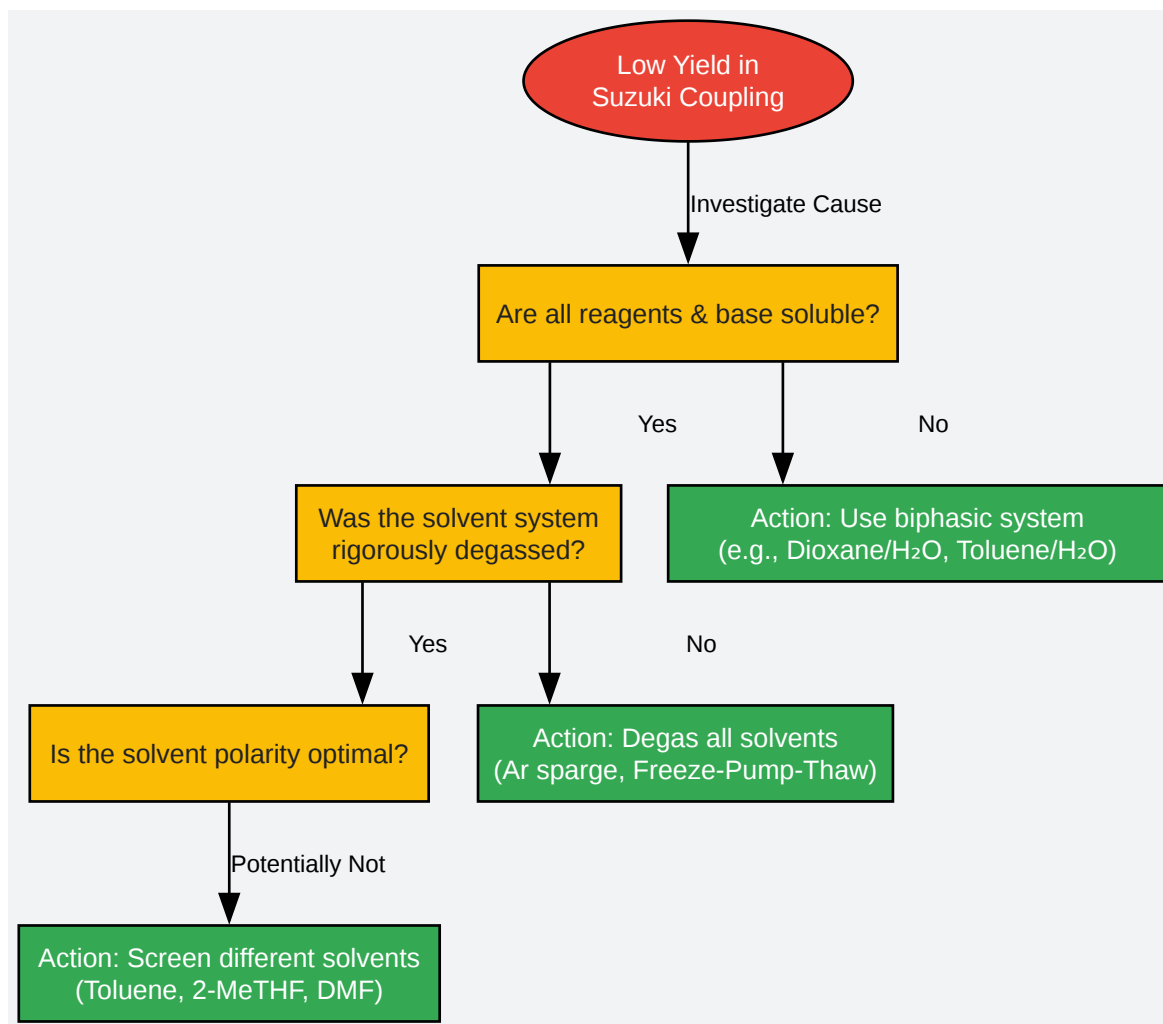 Low Yield in
Suzuki Coupling
Investigate Cause
Are all reagents & base soluble?
Yes
No
Was the solvent system
rigorously degassed?
Action: Use biphasic system
(e.g., Dioxane/H₂O, Toluene/H₂O)
Yes
No
Is the solvent polarity optimal?
Action: Degas all solvents
(Ar sparge, Freeze-Pump-Thaw)
Potentially Not
Action: Screen different solvents
(Toluene, 2-MeTHF, DMF)